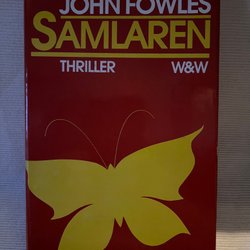 JOHN FOWLES
SAMLAREN
THRILLER W&W